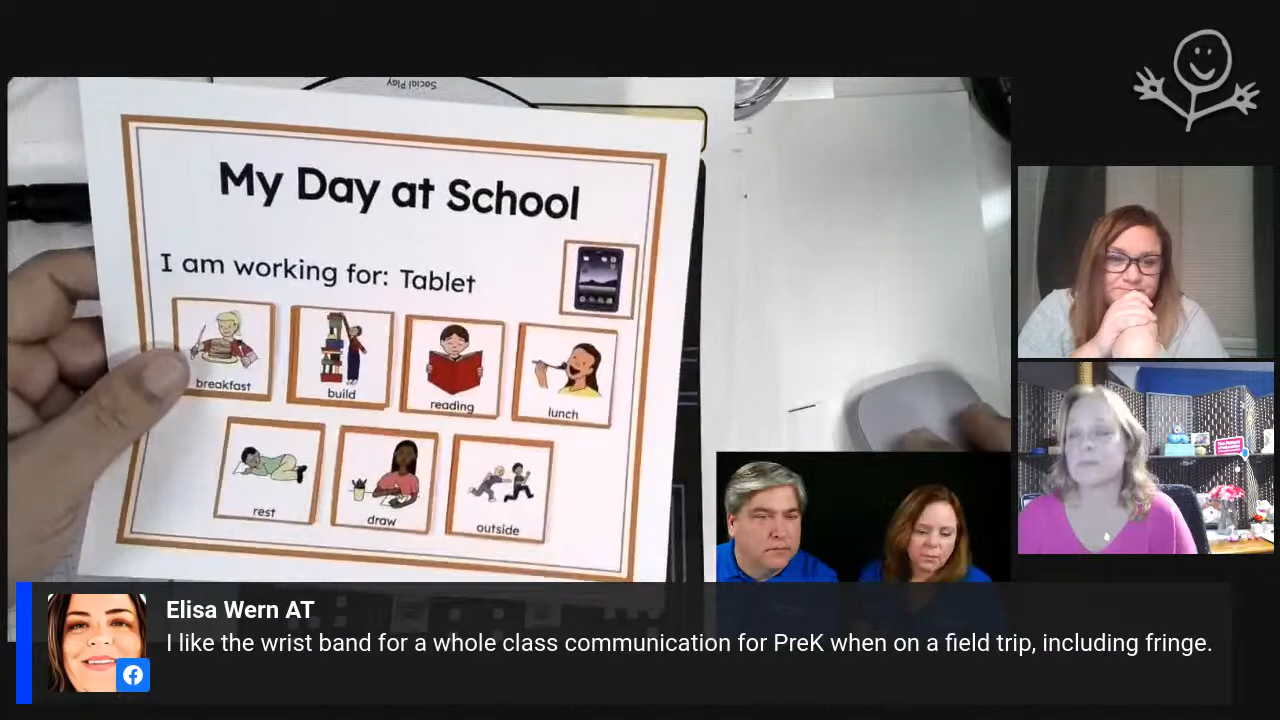 Social Play
My Day at School
I am working for: Tablet
breakfast
build
reading
lunch
rest
draw
outside
Elisa Wern AT
I like the wrist band for a whole class communication for PreK when on a field trip, including fringe.